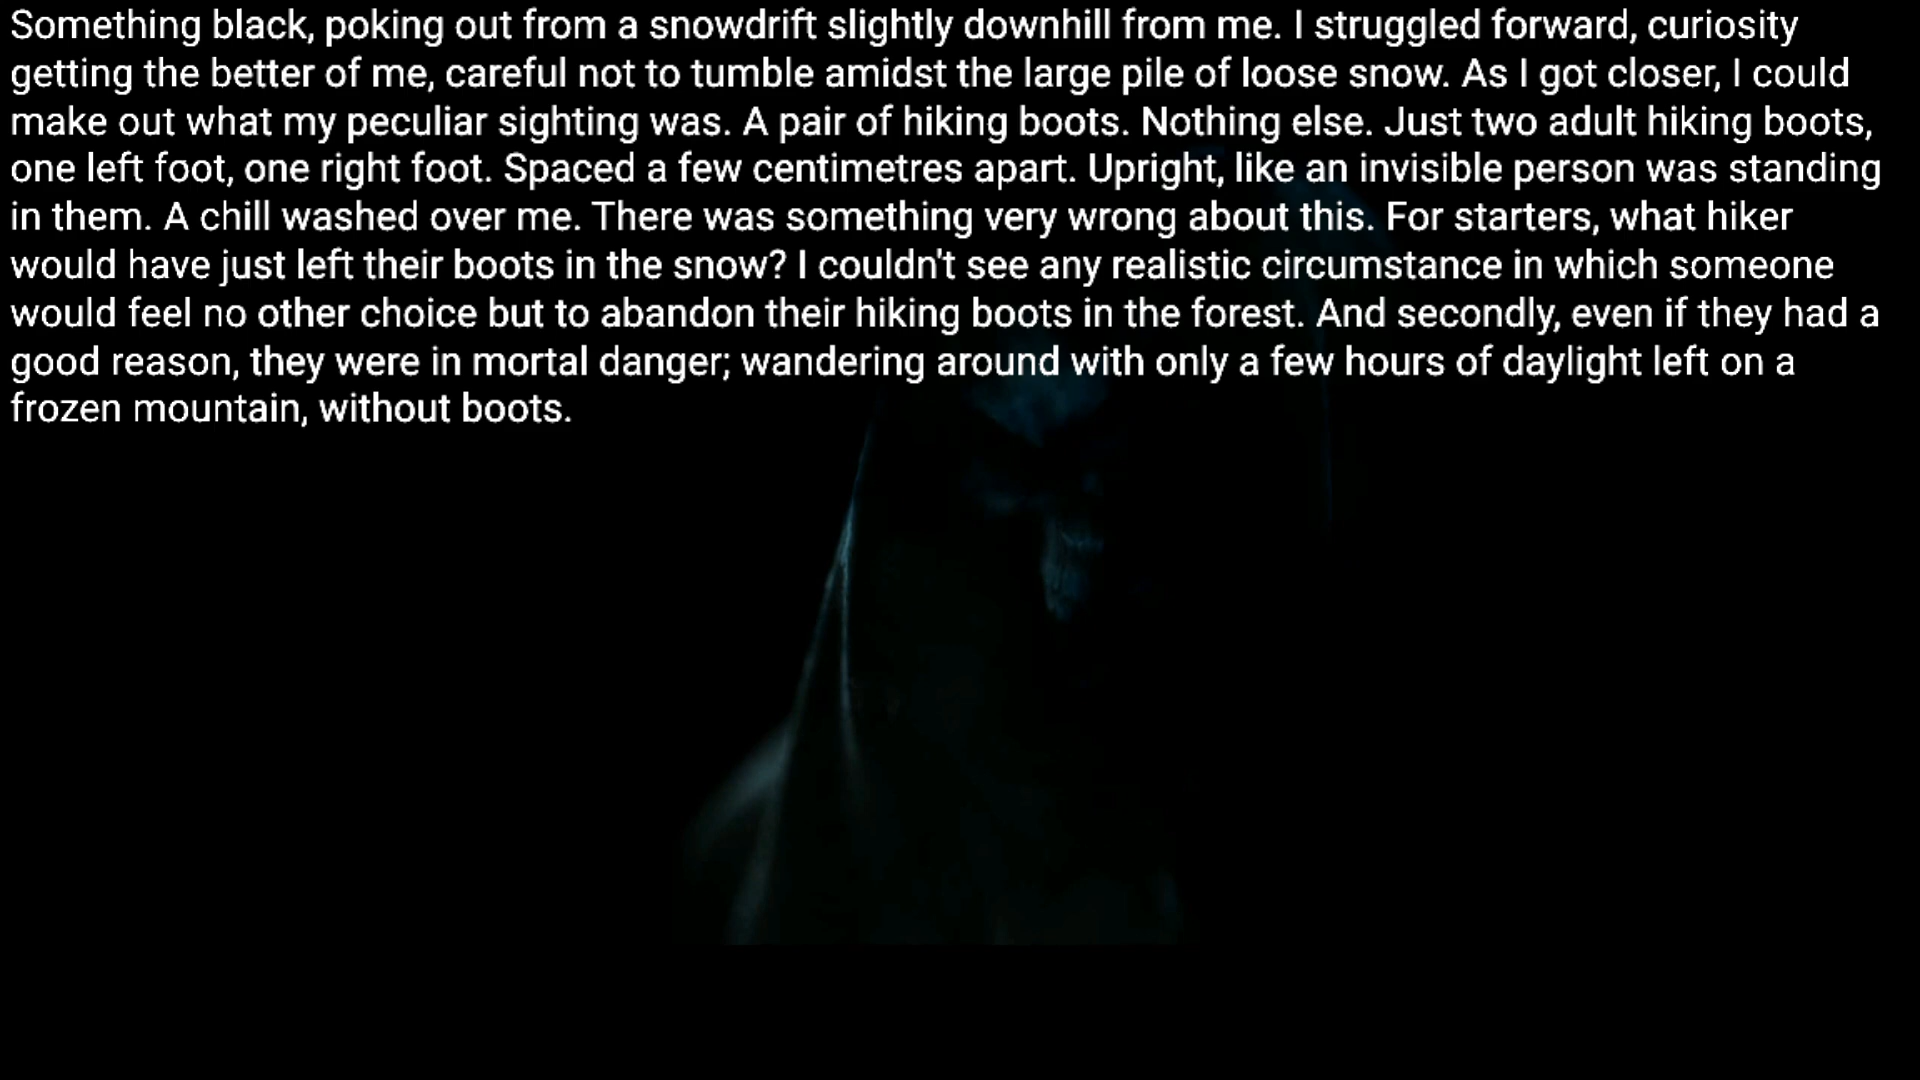 Something black, poking out from a snowdrift slightly downhill from me. I struggled forward, curiosity
getting the better of me, careful not to tumble amidst the large pile of loose snow. As I got closer, I could
make out what my peculiar sighting was. A pair of hiking boots. Nothing else. Just two adult hiking boots,
one left foot, one right foot. Spaced a few centimetres apart. Upright, like an invisible person was standing
in them. A chill washed over me. There was something very wrong about this. For starters, what hiker
would have just left their boots in the snow? I couldn't see any realistic circumstance in which someone
would feel no other choice but to abandon their hiking boots in the forest. And secondly, even if they had a
good reason, they were in mortal danger; wandering around with only a few hours of daylight left on a
frozen mountain, without boots.